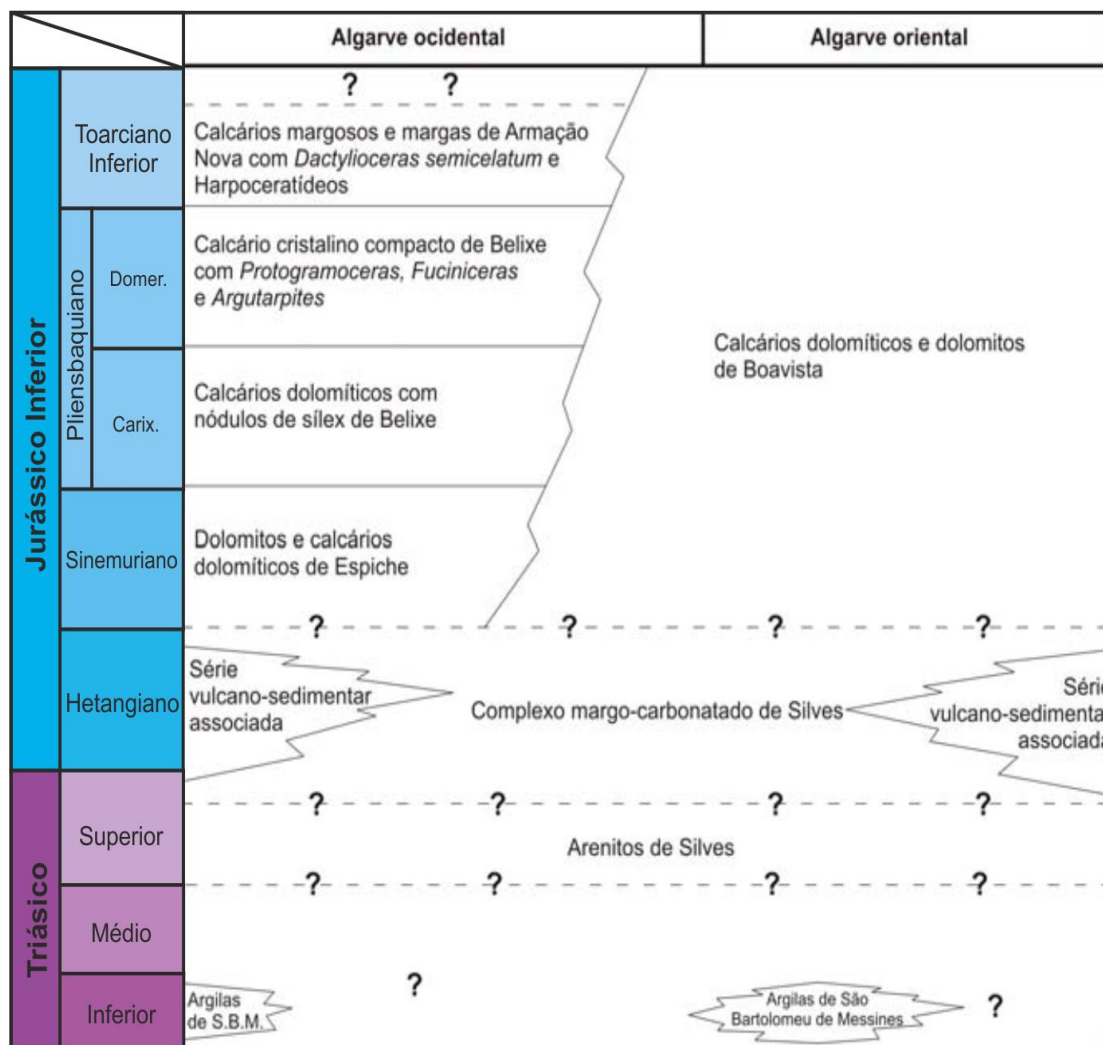 Algarve ocidental
Algarve oriental
Jurássico Inferior
Toarciano
Inferior
? ?
Calcários margosos e margas de Armação
Nova com Dactylioceras semicelatum e
Harpoceratídeos
Pliensbaquiano
Domer.
Calcário cristalino compacto de Belixe
com Protogramoceras, Fuciniceras
e Argutarpites
Calcários dolomíticos e dolomitos
de Boavista
Carix.
Calcários dolomíticos com
nódulos de sílex de Belixe
Sinemuriano
Dolomitos e calcários
dolomíticos de Espiche
? ? ? ?
Hetangiano
Série
vulcano-sedimentar
associada
Complexo margo-carbonatado de Silves
Série
vulcano-sedimenta
associada
Triásico
? ? ? ?
Superior
Arenitos de Silves
? ? ? ?
Médio
?
Inferior
Argilas
de S.B.M.
Argilas de São
Bartolomeu de Messines
?